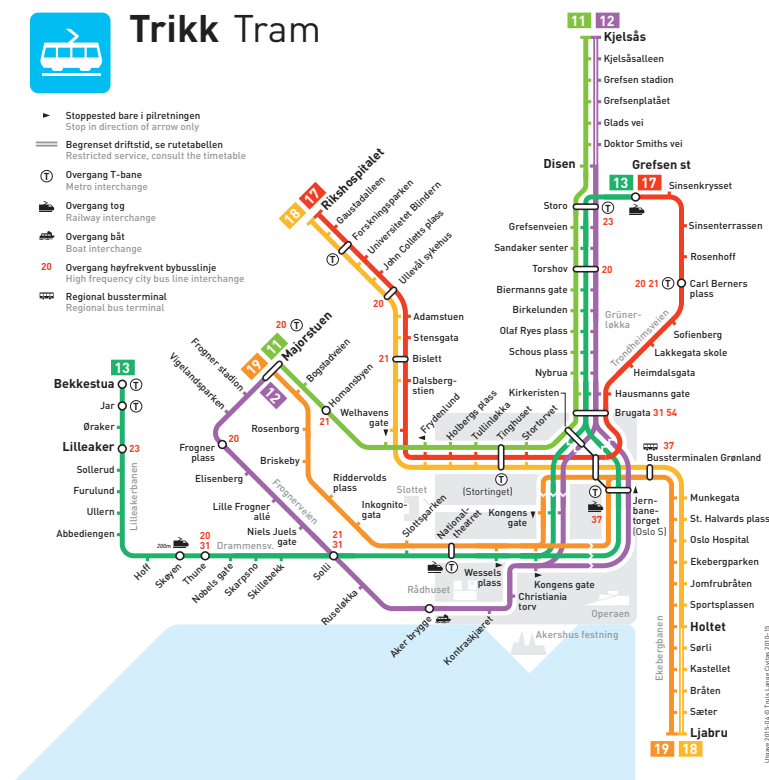 Trikk Tram
Stoppested bare i pilretningen
Stop in direction of arrow only
Begrenset driftstid, se rutetabellen
Restricted service, consult the timetable
T
Overgang T-bane
Metro interchange
Overgang tog
Railway interchange
Overgang båt
Boat interchange
20
Overgang høyfrekvent bybusslinje
High frequency city bus line interchange
Regional bussterminal
Regional bus terminal
11 12
Kjelsås
Kjelsåsalleen
Grefsen stadion
Grefsenplatået
Glads vei
Doktor Smiths vei
Disen
Grefsen st
13 17
Sinsenkrysset
Storo
T
23
Grefsenveien
Sandaker senter
Torshov
20
Biermanns gate
Birkelunden
Olaf Ryes plass
Schous plass
Nybrua
Kirkeristen
Sinsenterrassen
Rosenhoff
20 21 T
Carl Berners
plass
Grüner-
løkka
Trondheimsveien
Sofienberg
Lakkegata skole
Heimdalsgata
Hausmanns gate
Brugata 31 54
37
Bussterminalen Grønland
18 17
Rikshospitalet
Gaustadalleen
Forskningsparken
T
Universitetet Blindern
John Colletts plass
Ullevål sykehus
20
Adamstuen
Stensgata
21
Bislett
Dalsberg-
stien
Welhavens
gate
Frydenlund
Holbergs plass
Tullinløkka
Tinghuset
Stortorvet
T
(Stortinget)
20 T
19 11
12
Majorstuen
Bogstadveien
Homansbyen
21
Frogner stadion
Vigelandsparken
Rosenborg
Briskeby
Riddervolds
plass
Inkognito-
gata
Slottet
Slottsparken
National-
theatret
T
Frogner
plass
20
Elisenberg
Lille Frogner
allé
Niels Juels
gate
Frognerveien
13
Bekkestua
T
Jar
T
Øraker
Lilleaker
23
Sollerud
Furulund
Ullern
Abbediengen
Lilleakerbanen
Hoff
200m
Skøyen
20
31
Thune
Drammensv.
Nobels gate
Skarpsno
Skillebekk
21
31
Solli
Ruseløkka
Aker brygge
Kontraskjæret
Rådhuset
Wessels
plass
Kongens
gate
Kongens gate
Christiania
torv
T
37
Jern-
bane-
torget
(Oslo S)
Operaen
Akershus festning
Munkegata
St. Halvards plass
Oslo Hospital
Ekebergparken
Jomfrubråten
Sportsplassen
Holtet
Sørli
Kastellet
Bråten
Sæter
Ljabru
19 18
Ekebergbanen